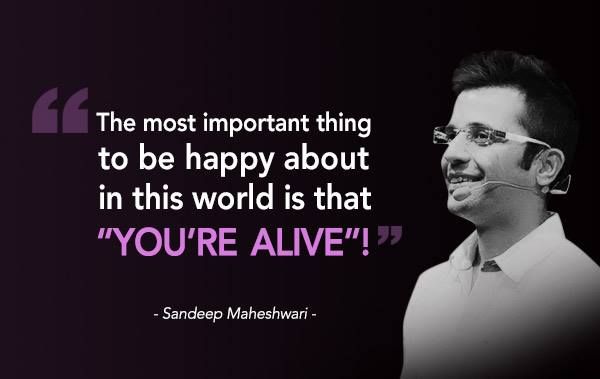 “
The most important thing
to be happy about
in this world is that
“YOU’RE ALIVE”! ”
- Sandeep Maheshwari -